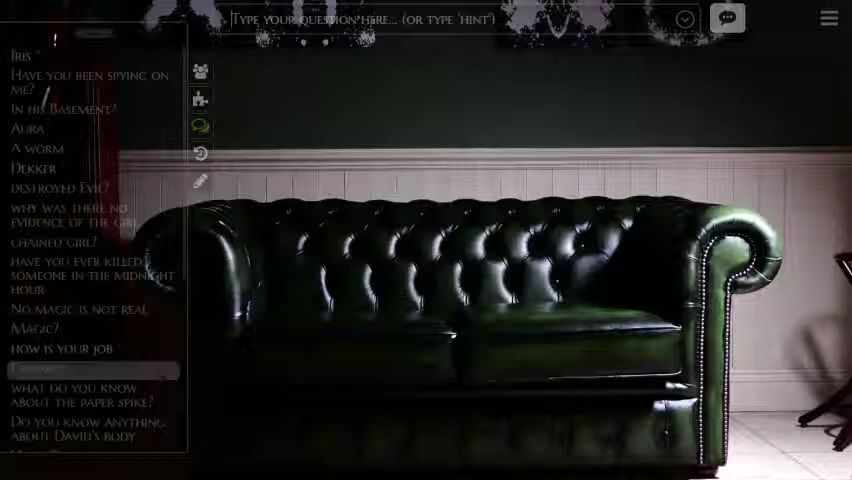 Type your question here... (or type 'hint')
Iris
Have you been spying on
me?
In his Basement?
Aura
A worm
Dekker
destroyed Evil?
why was there no
evidence of the girl
chained girl?
have you ever killed
someone in the midnight
hour
No magic is not real
Magic?
how is your job
what do you know
about the paper spike?
Do you know anything
about David's body